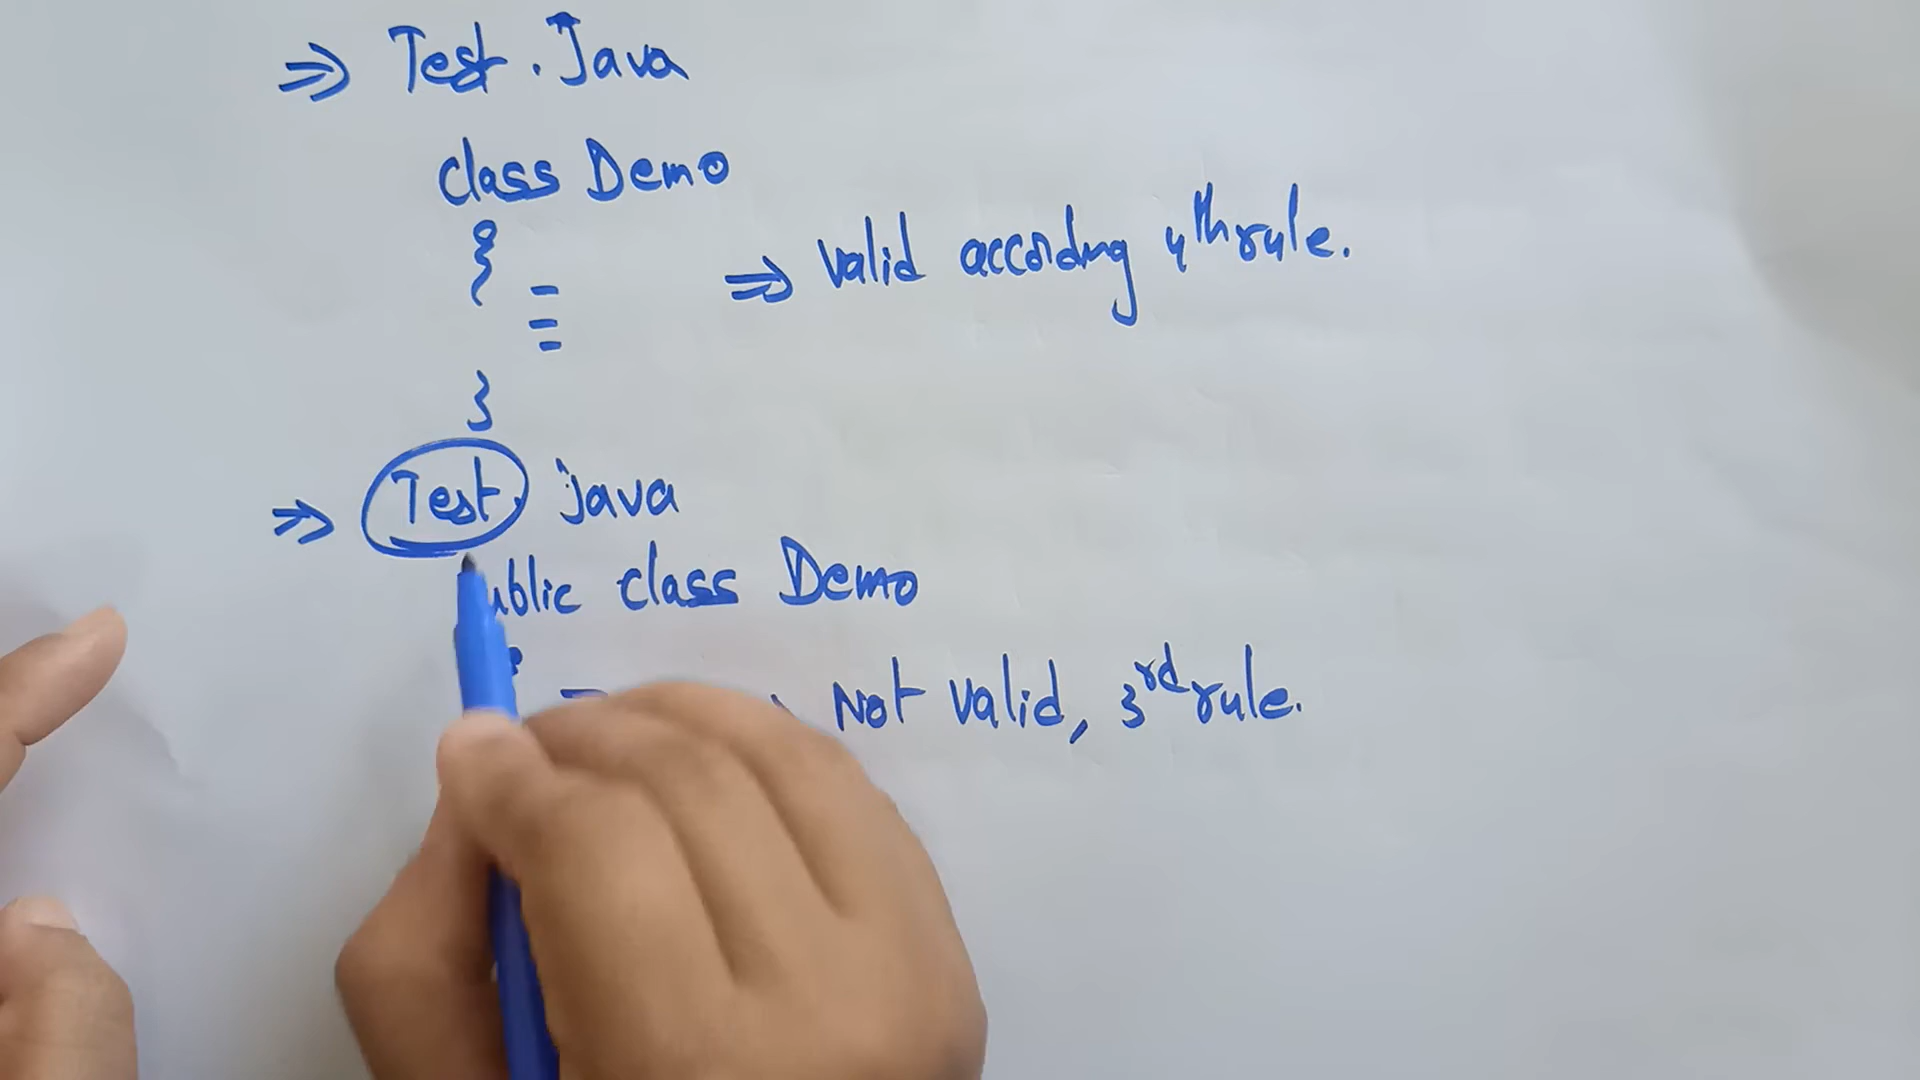 ⇒ Test.Java
class Demo
{
=
=
⇒ Valid according 4th rule.
}
⇒ Test. java
ublic class Demo
Not Valid, 3rd rule.